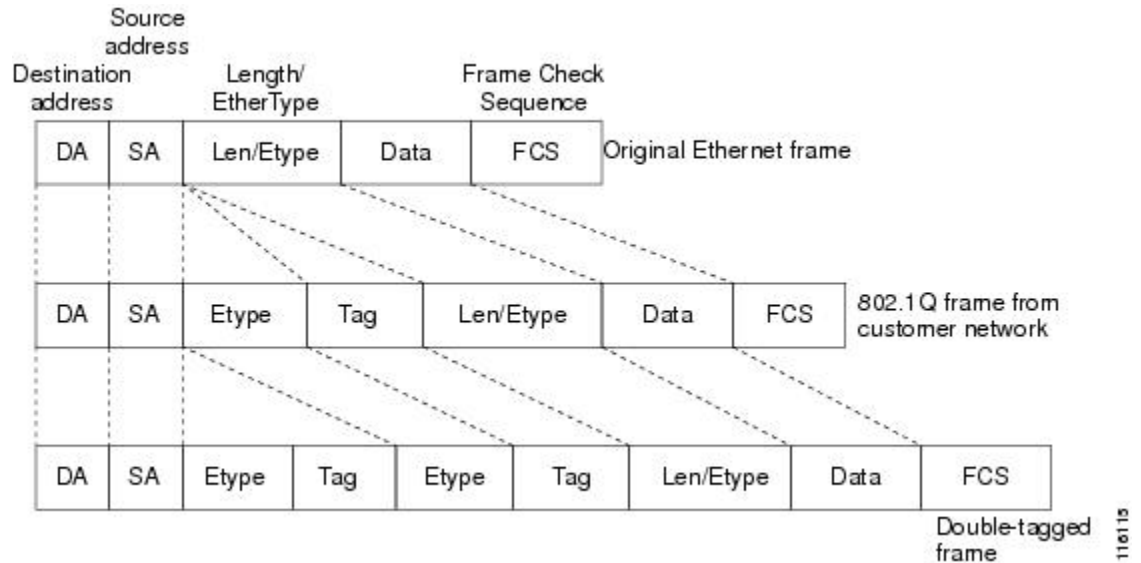 Source
address
Destination
address
Length/
EtherType
Frame Check
Sequence
DA SA Len/Etype Data FCS Original Ethernet frame
DA SA Etype Tag Len/Etype Data FCS 802.1Q frame from
customer network
DA SA Etype Tag Etype Tag Len/Etype Data FCS
Double-tagged
frame
116115